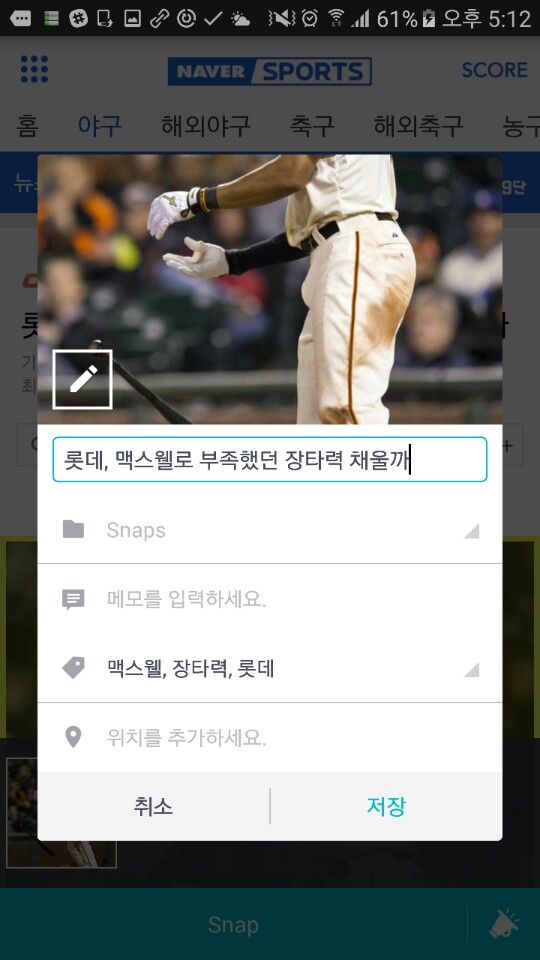 61% 오후 5:12
NAVER SPORTS
SCORE
홈 야구 해외야구 축구 해외축구 농구
9단
롯데, 맥스웰로 부족했던 장타력 채울까
Snaps
메모를 입력하세요.
맥스웰, 장타력, 롯데
위치를 추가하세요.
취소 저장
Snap